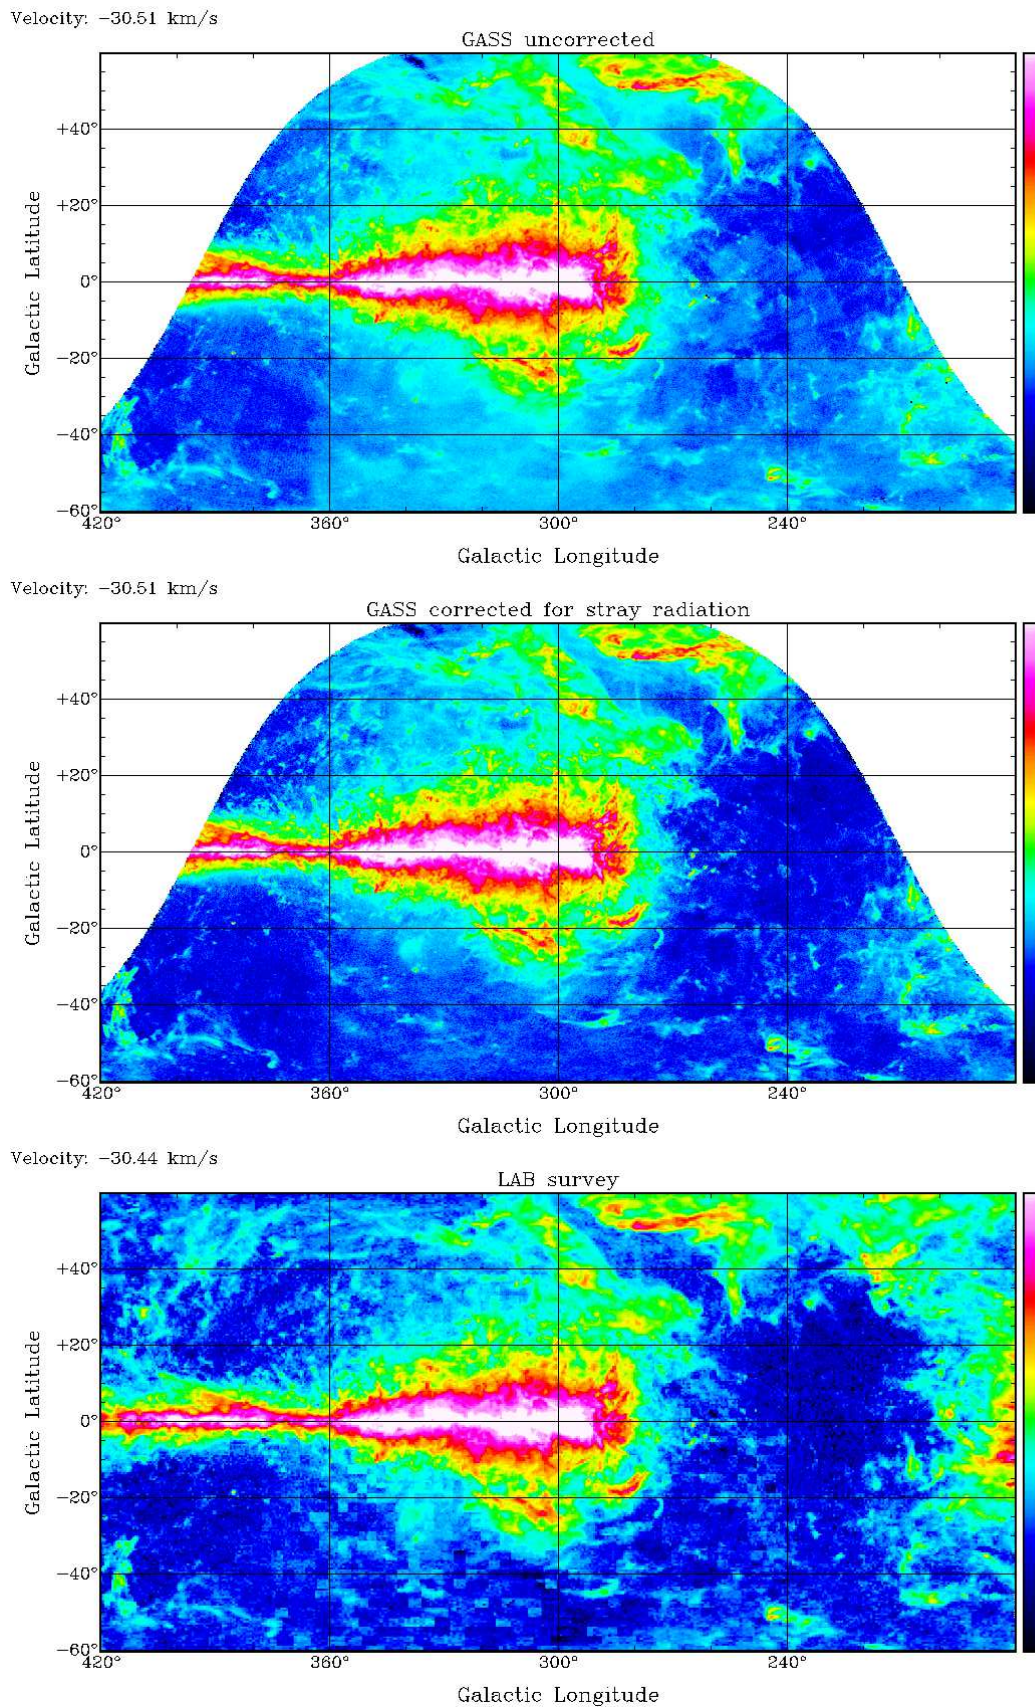 Velocity: −30.51 km/s
GASS uncorrected
+40°
+20°
0°
−20°
−40°
−60°
Galactic Latitude
420° 360° 300° 240°
Galactic Longitude
Velocity: −30.51 km/s
GASS corrected for stray radiation
+40°
+20°
0°
−20°
−40°
−60°
Galactic Latitude
420° 360° 300° 240°
Galactic Longitude
Velocity: −30.44 km/s
LAB survey
+40°
+20°
0°
−20°
−40°
−60°
Galactic Latitude
420° 360° 300° 240°
Galactic Longitude